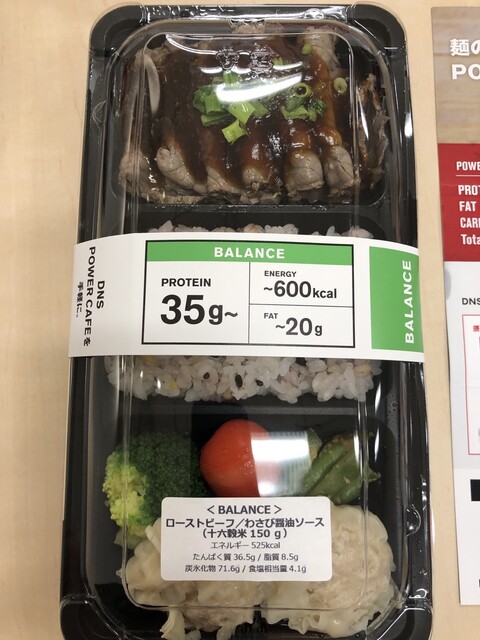 麺の
PO
POWE
PROT
FAT
CAR
Tota
DNS
DNS
POWER CAFEを
手軽に。
BALANCE
PROTEIN
35g~
ENERGY
~600kcal
FAT
~20g
BALANCE
< BALANCE >
ローストビーフ/わさび醤油ソース
(十六穀米 150 g)
エネルギー 525kcal
たんぱく質 36.5g / 脂質 8.5g
炭水化物 71.6g / 食塩相当量 4.1g